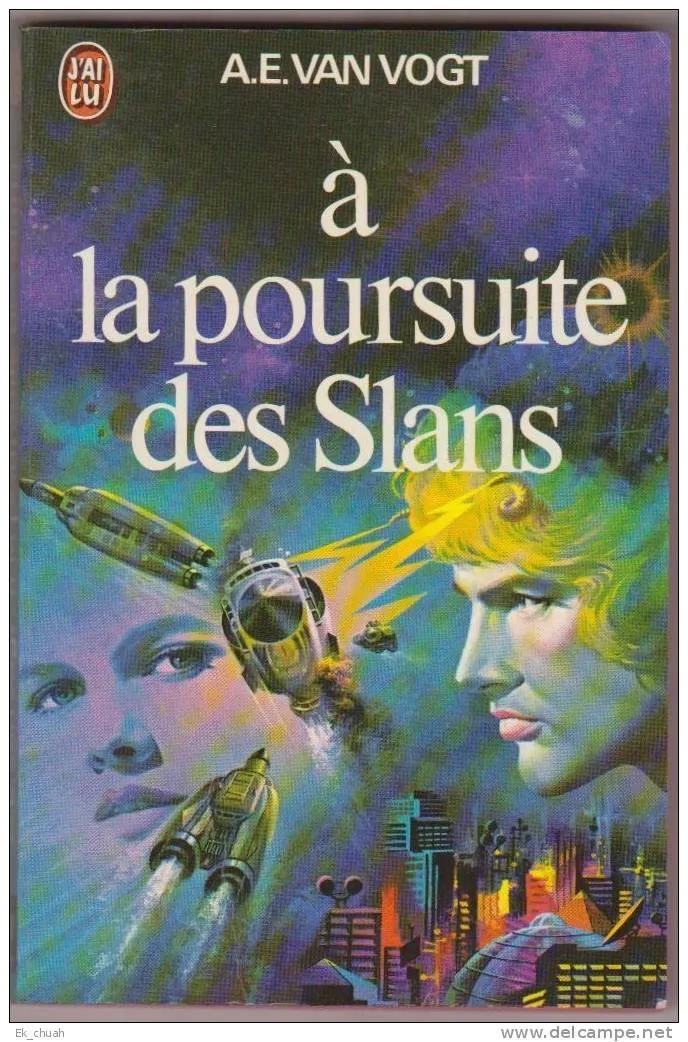 J'AI
LU
A.E. VAN VOGT
à
la poursuite
des Slans
Ek_chuah
www.delcampe.net